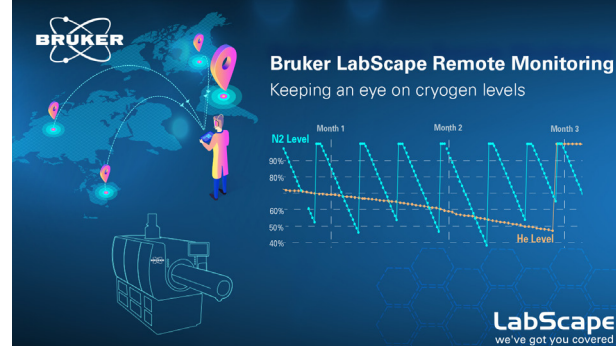 BRUKER
Bruker LabScape Remote Monitoring
Keeping an eye on cryogen levels
Month 1
Month 2
Month 3
N2 Level
90%
80%
60%
50%
40%
He Level
BRUKER
LabScape
we've got you covered